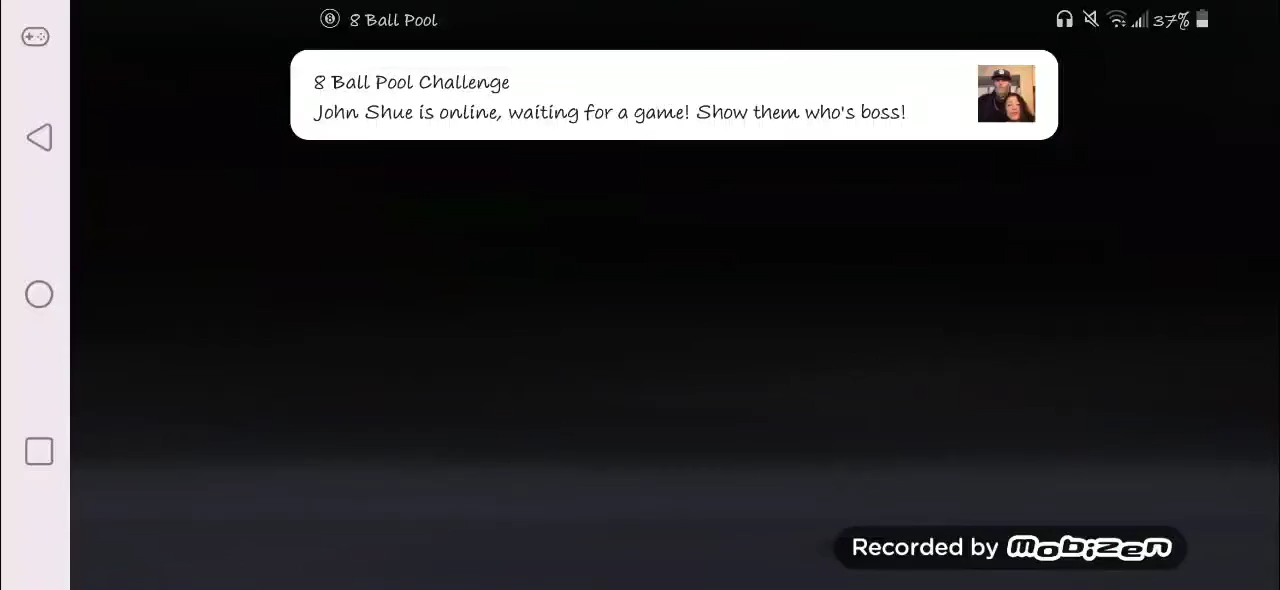 8 Ball Pool
37%
8 Ball Pool Challenge
John Shue is online, waiting for a game! Show them who's boss!
Recorded by mobizen